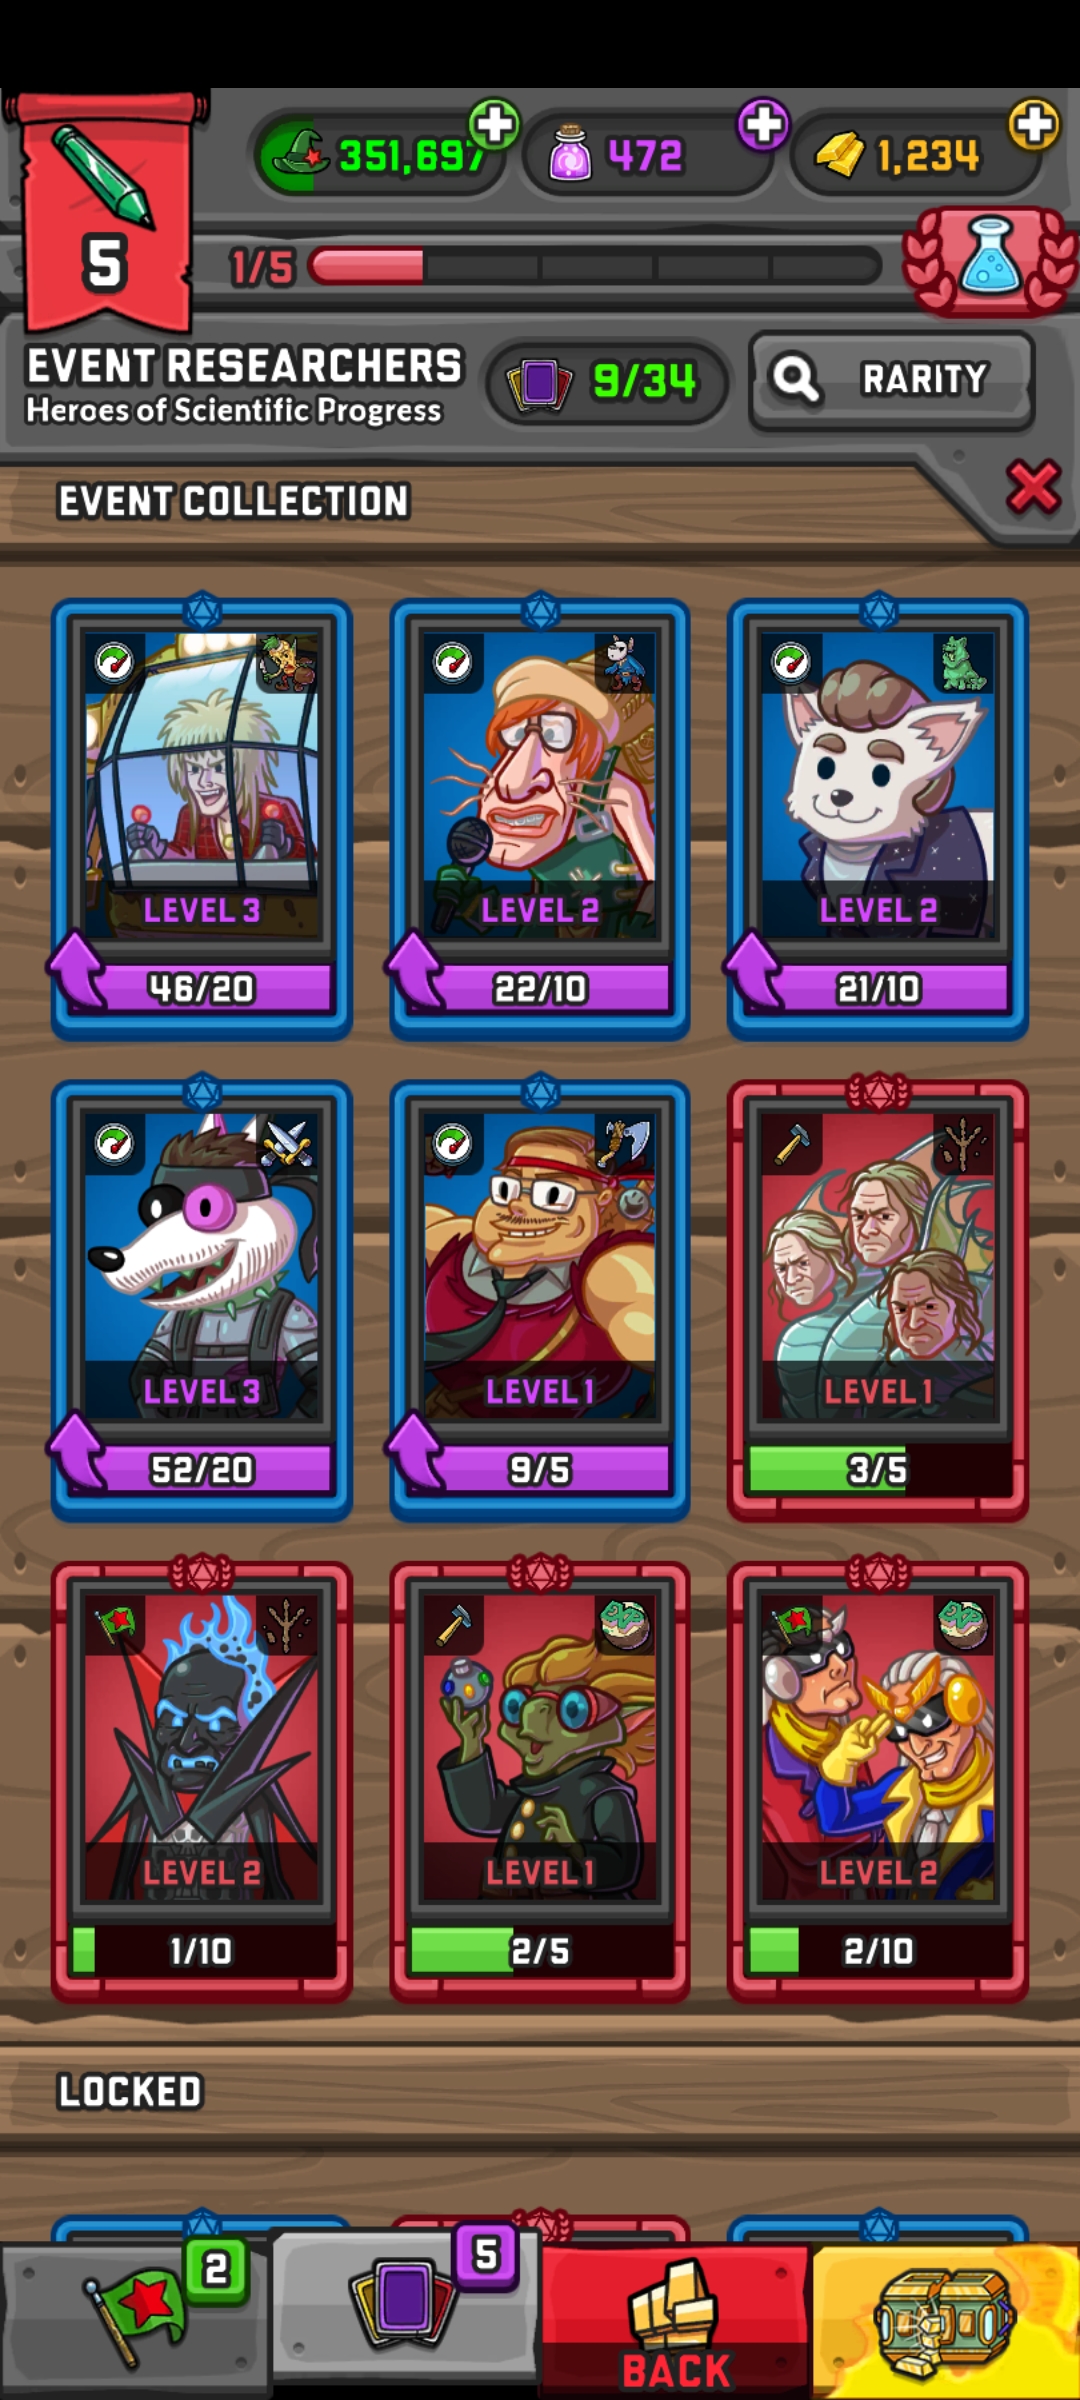 351,697
472
1,234
5
1/5
EVENT RESEARCHERS
Heroes of Scientific Progress
9/34
RARITY
EVENT COLLECTION
LEVEL 3
46/20
LEVEL 2
22/10
LEVEL 2
21/10
LEVEL 3
52/20
LEVEL 1
9/5
LEVEL 1
3/5
LEVEL 2
1/10
LEVEL 1
EXP
2/5
LEVEL 2
EXP
2/10
LOCKED
2
5
BACK